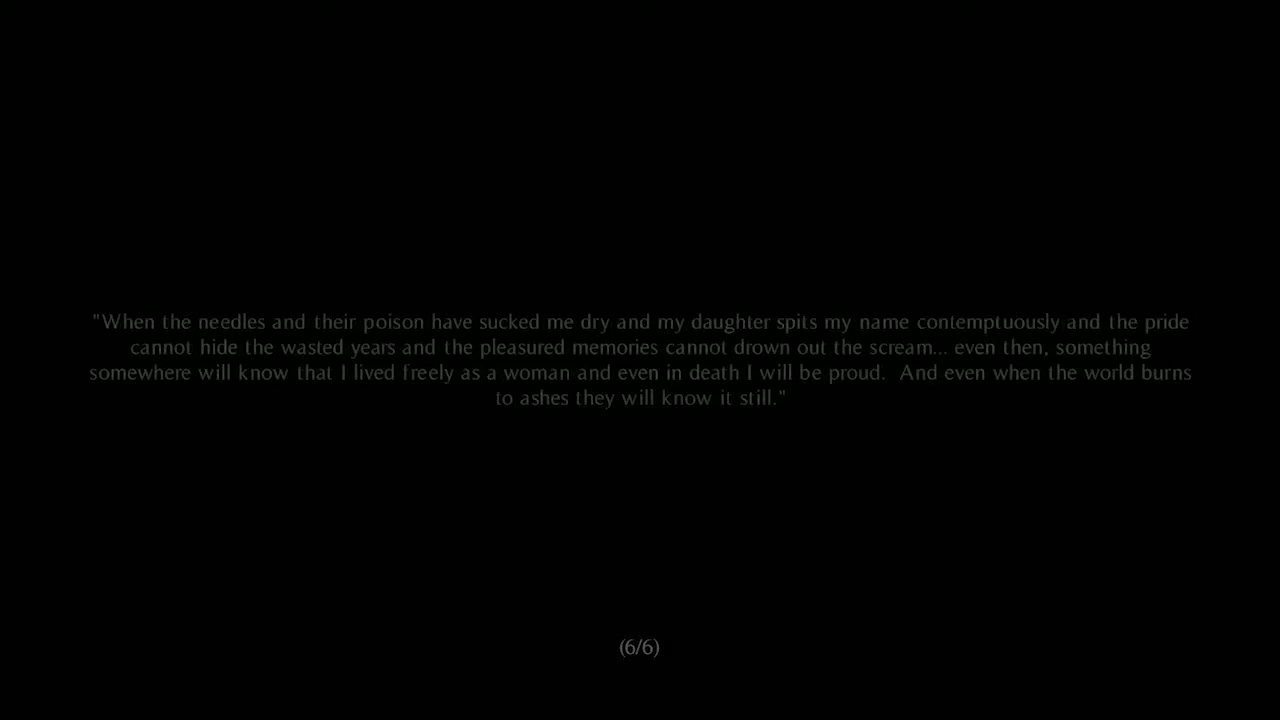 "When the needles and their poison have sucked me dry and my daughter spits my name contemptuously and the pride
cannot hide the wasted years and the pleasured memories cannot drown out the scream... even then, something
somewhere will know that I lived freely as a woman and even in death I will be proud.  And even when the world burns
to ashes they will know it still."
(6/6)